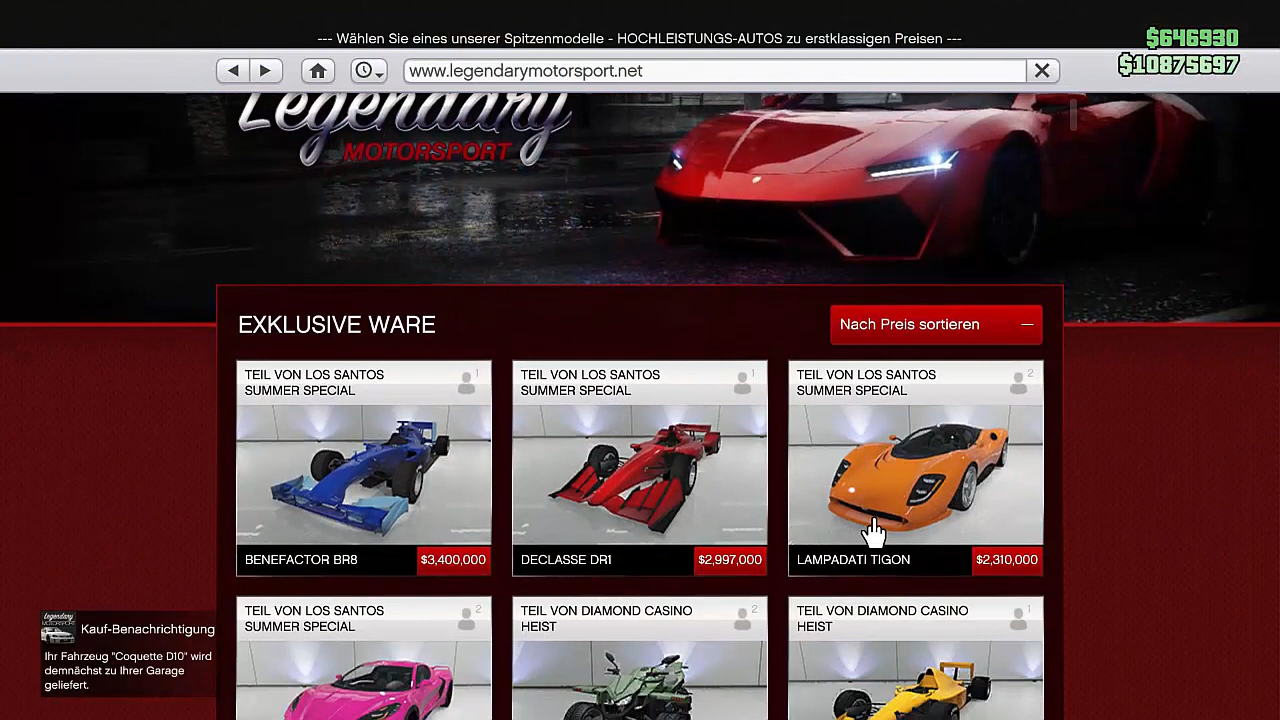 --- Wählen Sie eines unserer Spitzenmodelle - HOCHLEISTUNGS-AUTOS zu erstklassigen Preisen ---
$646930
$10875697
www.legendarymotorsport.net
Legendary
MOTORSPORT
EXKLUSIVE WARE
Nach Preis sortieren
TEIL VON LOS SANTOS
SUMMER SPECIAL
1
BENEFACTOR BR8
$3,400,000
TEIL VON LOS SANTOS
SUMMER SPECIAL
1
DECLASSE DR1
$2,997,000
TEIL VON LOS SANTOS
SUMMER SPECIAL
2
LAMPADATI TIGON
$2,310,000
TEIL VON LOS SANTOS
SUMMER SPECIAL
2
TEIL VON DIAMOND CASINO
HEIST
2
TEIL VON DIAMOND CASINO
HEIST
1
Legendary
MOTORSPORT
Kauf-Benachrichtigung
Ihr Fahrzeug "Coquette D10" wird
demnächst zu Ihrer Garage
geliefert.